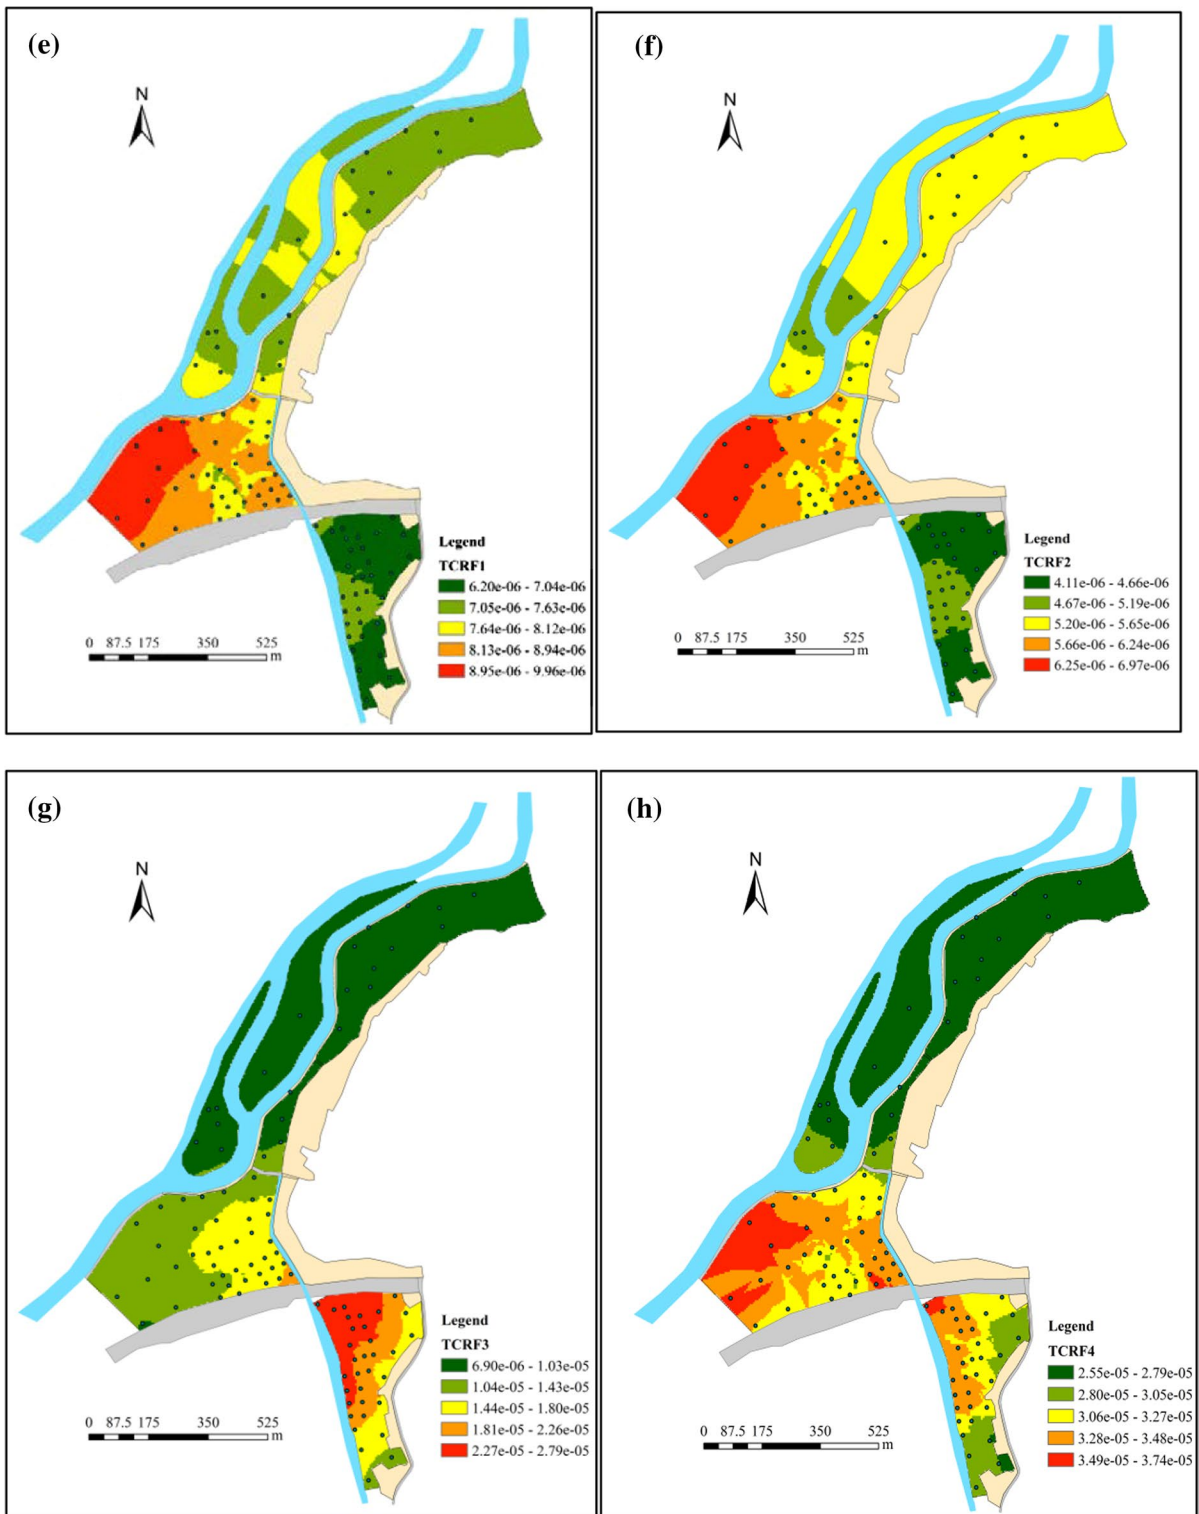 (e)
N
Legend
TCRF1
6.20e-06 - 7.04e-06
7.05e-06 - 7.63e-06
7.64e-06 - 8.12e-06
8.13e-06 - 8.94e-06
8.95e-06 - 9.96e-06
0 87.5 175 350 525
m
(f)
N
Legend
TCRF2
4.11e-06 - 4.66e-06
4.67e-06 - 5.19e-06
5.20e-06 - 5.65e-06
5.66e-06 - 6.24e-06
6.25e-06 - 6.97e-06
0 87.5 175 350 525
m
(g)
N
Legend
TCRF3
6.90e-06 - 1.03e-05
1.04e-05 - 1.43e-05
1.44e-05 - 1.80e-05
1.81e-05 - 2.26e-05
2.27e-05 - 2.79e-05
0 87.5 175 350 525
m
(h)
N
Legend
TCRF4
2.55e-05 - 2.79e-05
2.80e-05 - 3.05e-05
3.06e-05 - 3.27e-05
3.28e-05 - 3.48e-05
3.49e-05 - 3.74e-05
0 87.5 175 350 525
m